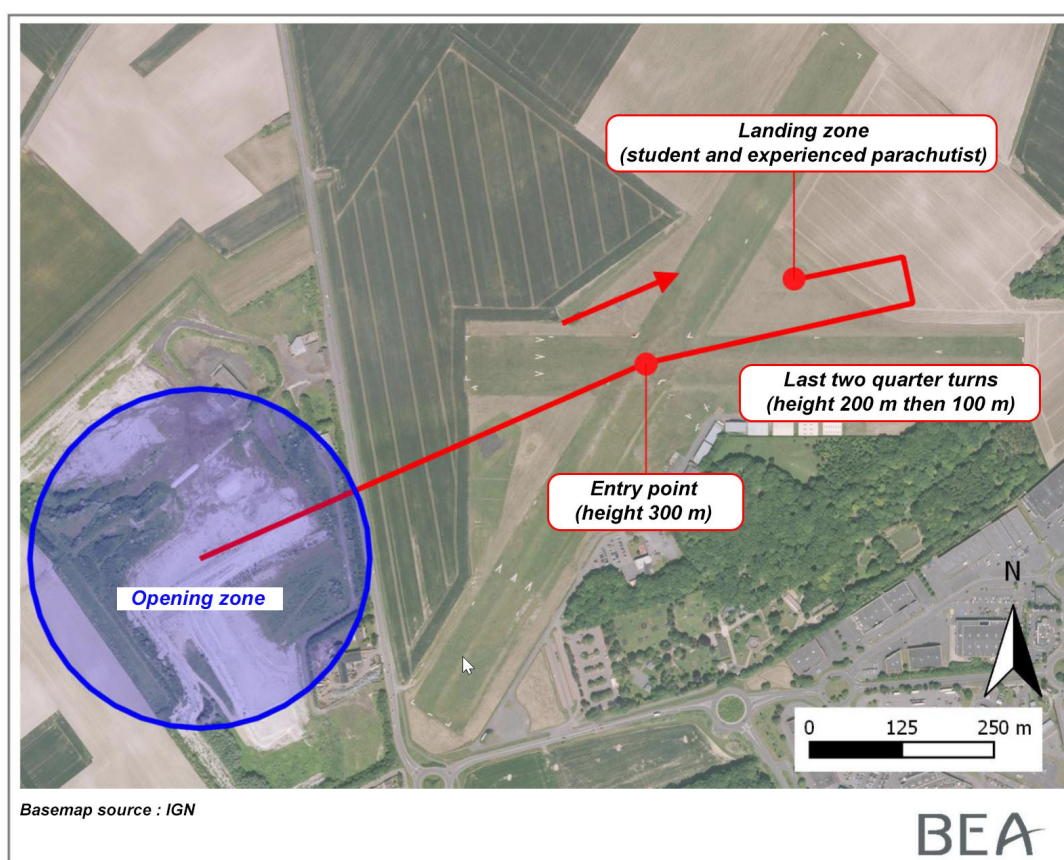 Landing zone
(student and experienced parachutist)
Last two quarter turns
(height 200 m then 100 m)
Entry point
(height 300 m)
Opening zone
N
0 125 250 m
Basemap source : IGN
BEA